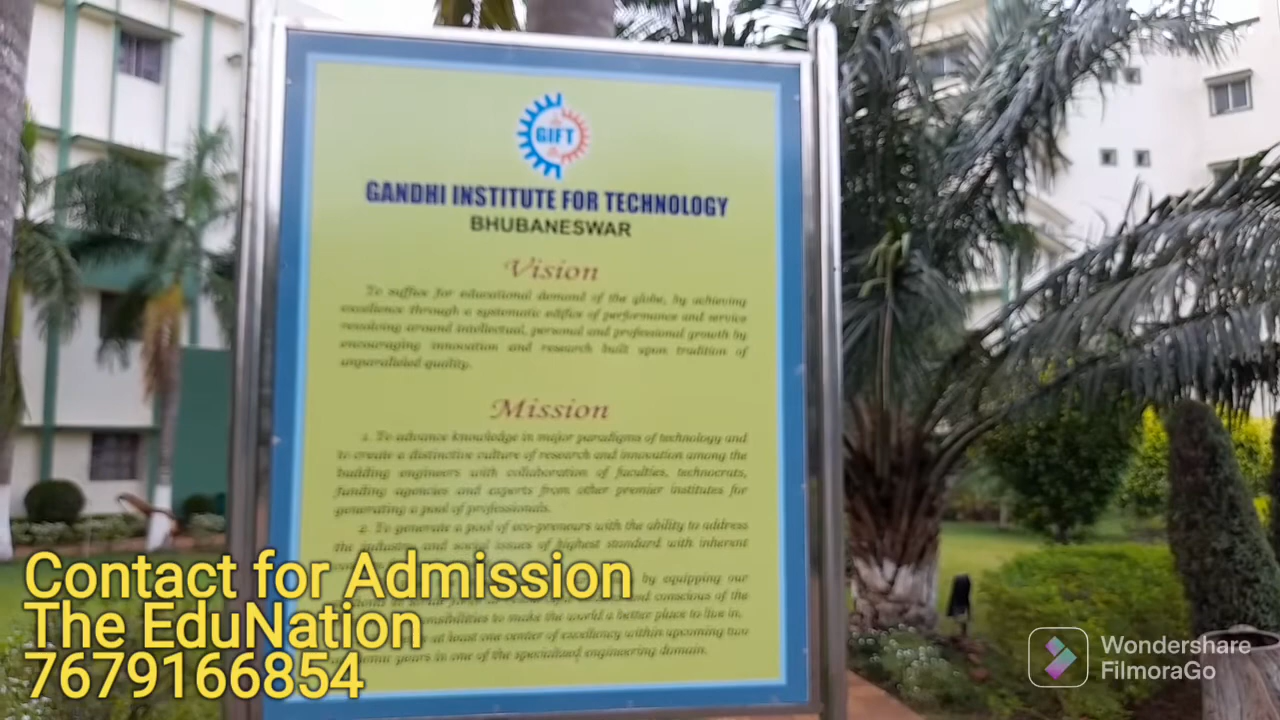 GIFT
GANDHI INSTITUTE FOR TECHNOLOGY
BHUBANESWAR
Vision
To suffice for educational demand of the globe, by achieving
excellence through a systematic edifice of performance and service
revolving around intellectual, personal and professional growth by
encouraging innovation and research built upon tradition of
unparalleled quality.
Mission
1. To advance knowledge in major paradigms of technology and
to create a distinctive culture of research and innovation among the
budding engineers with collaboration of faculties, technocrats,
funding agencies and experts from other premier institutes for
generating a pool of professionals.
2. To generate a pool of eco-preneurs with the ability to address
the industry and social issues of highest standard with inherent
by equipping our
and conscious of the
to make the world a better place to live in.
at least one center of excellency within upcoming two
years in one of the specialized engineering domain.
Contact for Admission
The EduNation
7679166854
Wondershare
FilmoraGo